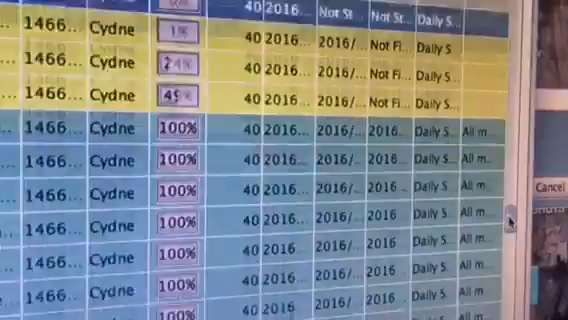 0% 40 2016... Not St... Not St... Daily S...
... 1466... Cydne 1% 40 2016... 2016/... Not Fi... Daily S...
... 1466... Cydne 24% 40 2016... 2016/... Not Fi... Daily S...
... 1466... Cydne 49% 40 2016... 2016/... Not Fi... Daily S...
... 1466... Cydne 100% 40 2016... 2016/... 2016... Daily S... All m...
... 1466... Cydne 100% 40 2016... 2016/... 2016... Daily S... All m...
... 1466... Cydne 100% 40 2016... 2016/... 2016... Daily S... All m...
Cancel
... 1466... Cydne 100% 40 2016... 2016/... 2016 Daily S... All m...
... 1466... Cydne 100% 40 2016... 2016/... 2016 Daily S... All m...
... 1466... Cydne 100% 40 2016... 2016/... 2016... Daily S... All m...
... 1466... Cydne 100% 40 2016 2016/ 2016 Daily S All m...